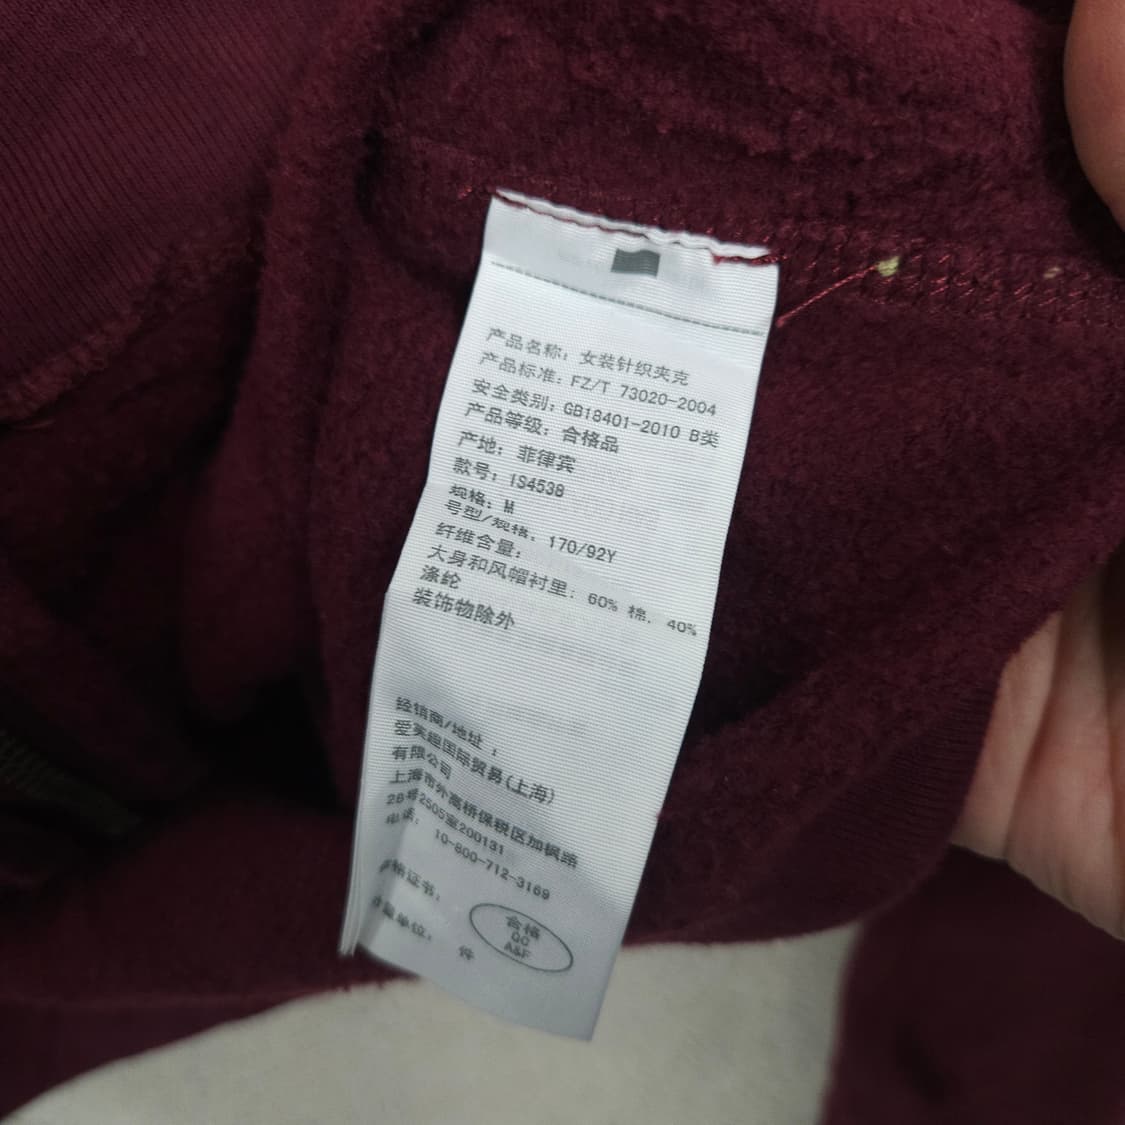 产品名称：女装针织夹克
产品标准：FZ/T 73020-2004
安全类别：GB18401-2010 B类
产品等级：合格品
产地：菲律宾
款号：IS4538
规格：M
号型/规格：170/92Y
纤维含量：
大身和风帽衬里：60% 棉，40%
涤纶
装饰物除外
经销商/地址：
爱芙趣国际贸易(上海)
有限公司
上海市外高桥保税区加枫路
26号2505室200131
电话：10-800-712-3169
合格证书：
单位：件
合格
QC
A&F